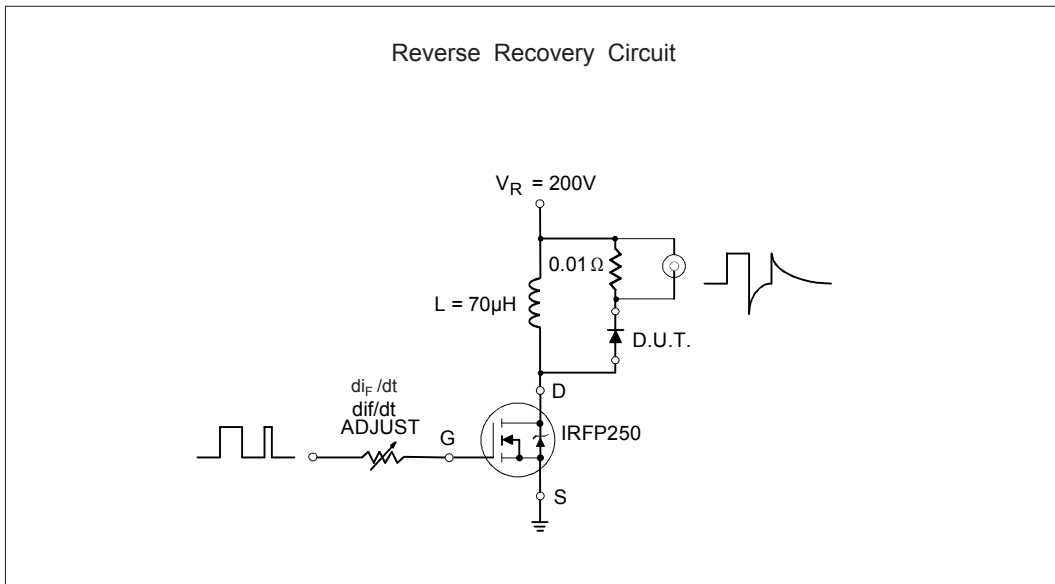 Reverse Recovery Circuit
V_R = 200V
0.01 Ω
L = 70µH
D.U.T.
di_F /dt
dif/dt
ADJUST
D
G
IRFP250
S